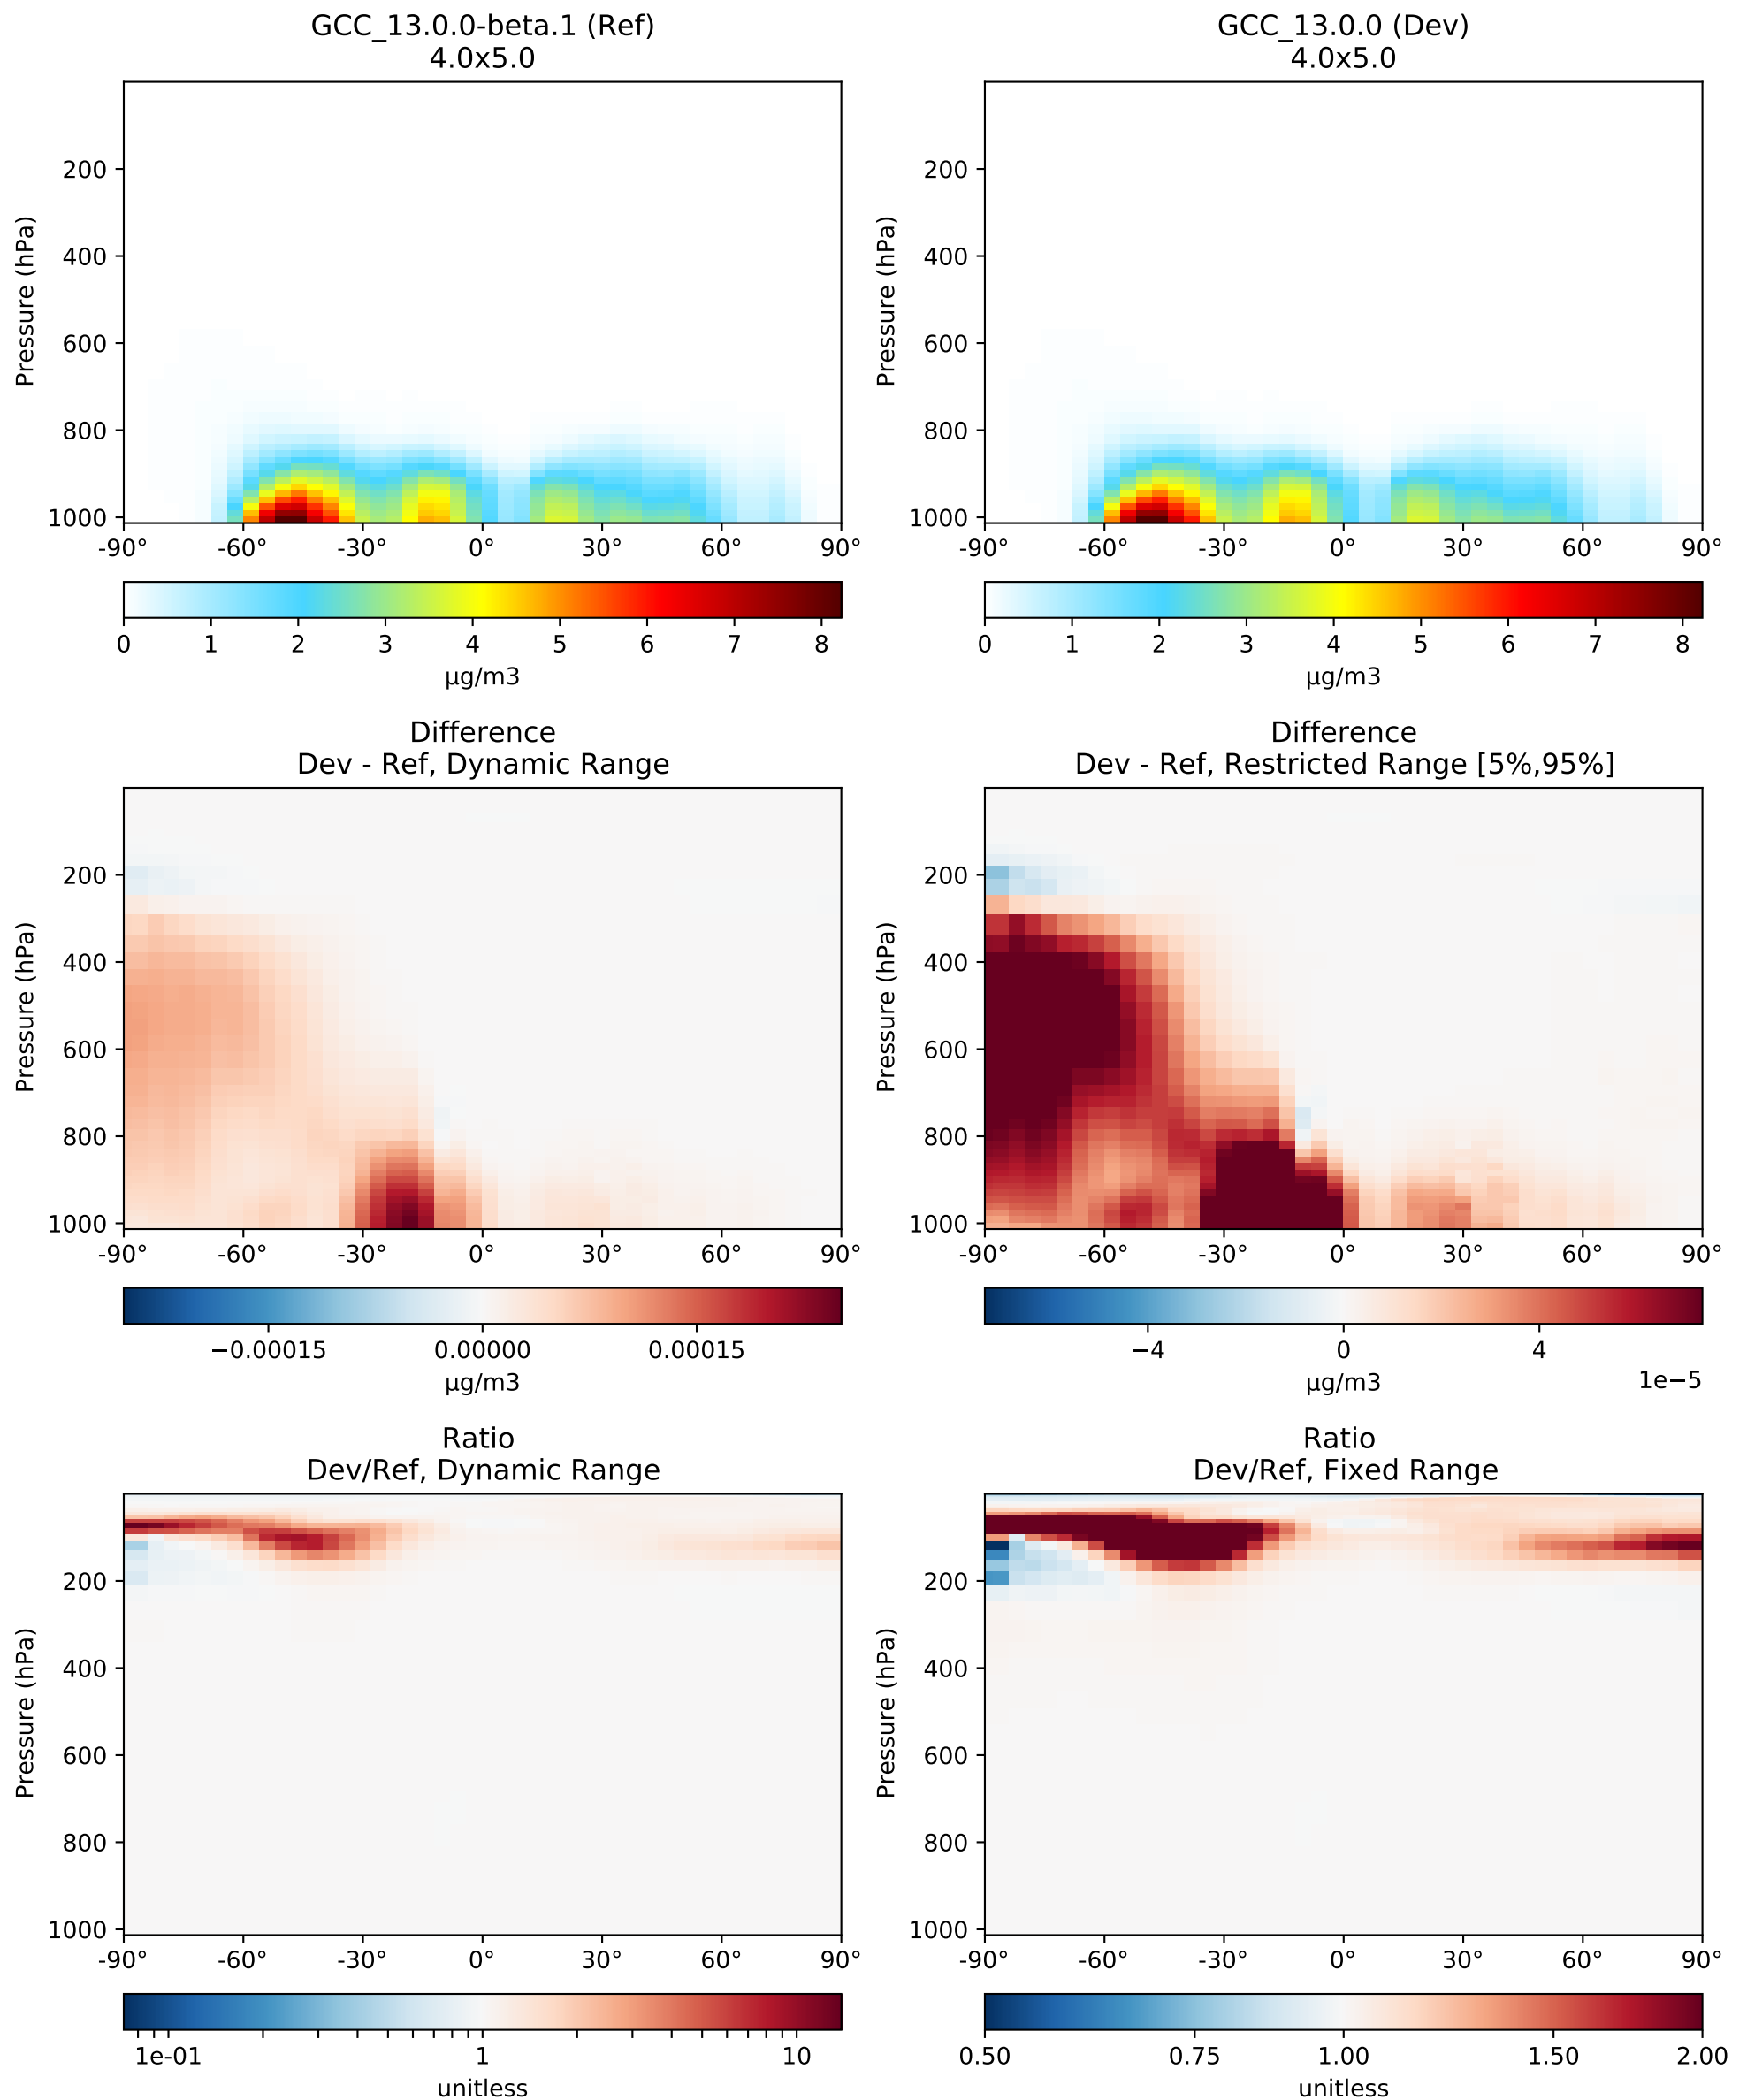 GCC_13.0.0-beta.1 (Ref)
4.0x5.0
GCC_13.0.0 (Dev)
4.0x5.0
Pressure (hPa)
200
400
600
800
1000
-90°
-60°
-30°
0°
30°
60°
90°
0 1 2 3 4 5 6 7 8
µg/m3
Pressure (hPa)
200
400
600
800
1000
-90°
-60°
-30°
0°
30°
60°
90°
0 1 2 3 4 5 6 7 8
µg/m3
Difference
Dev - Ref, Dynamic Range
Pressure (hPa)
200
400
600
800
1000
-90°
-60°
-30°
0°
30°
60°
90°
−0.00015 0.00000 0.00015
µg/m3
Difference
Dev - Ref, Restricted Range [5%,95%]
Pressure (hPa)
200
400
600
800
1000
-90°
-60°
-30°
0°
30°
60°
90°
−4 0 4
1e−5
µg/m3
Ratio
Dev/Ref, Dynamic Range
Pressure (hPa)
200
400
600
800
1000
-90°
-60°
-30°
0°
30°
60°
90°
1e-01 1 10
unitless
Ratio
Dev/Ref, Fixed Range
Pressure (hPa)
200
400
600
800
1000
-90°
-60°
-30°
0°
30°
60°
90°
0.50 0.75 1.00 1.50 2.00
unitless